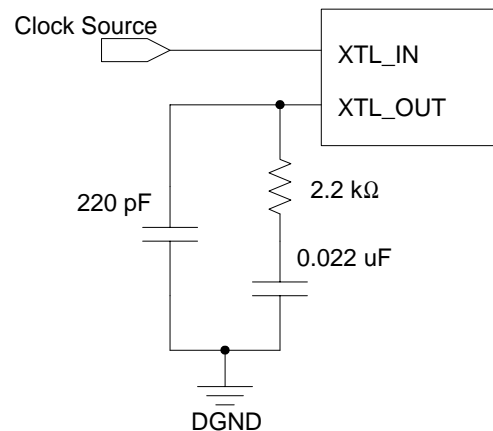 Clock Source
XTL_IN
XTL_OUT
220 pF
2.2 kΩ
0.022 uF
DGND